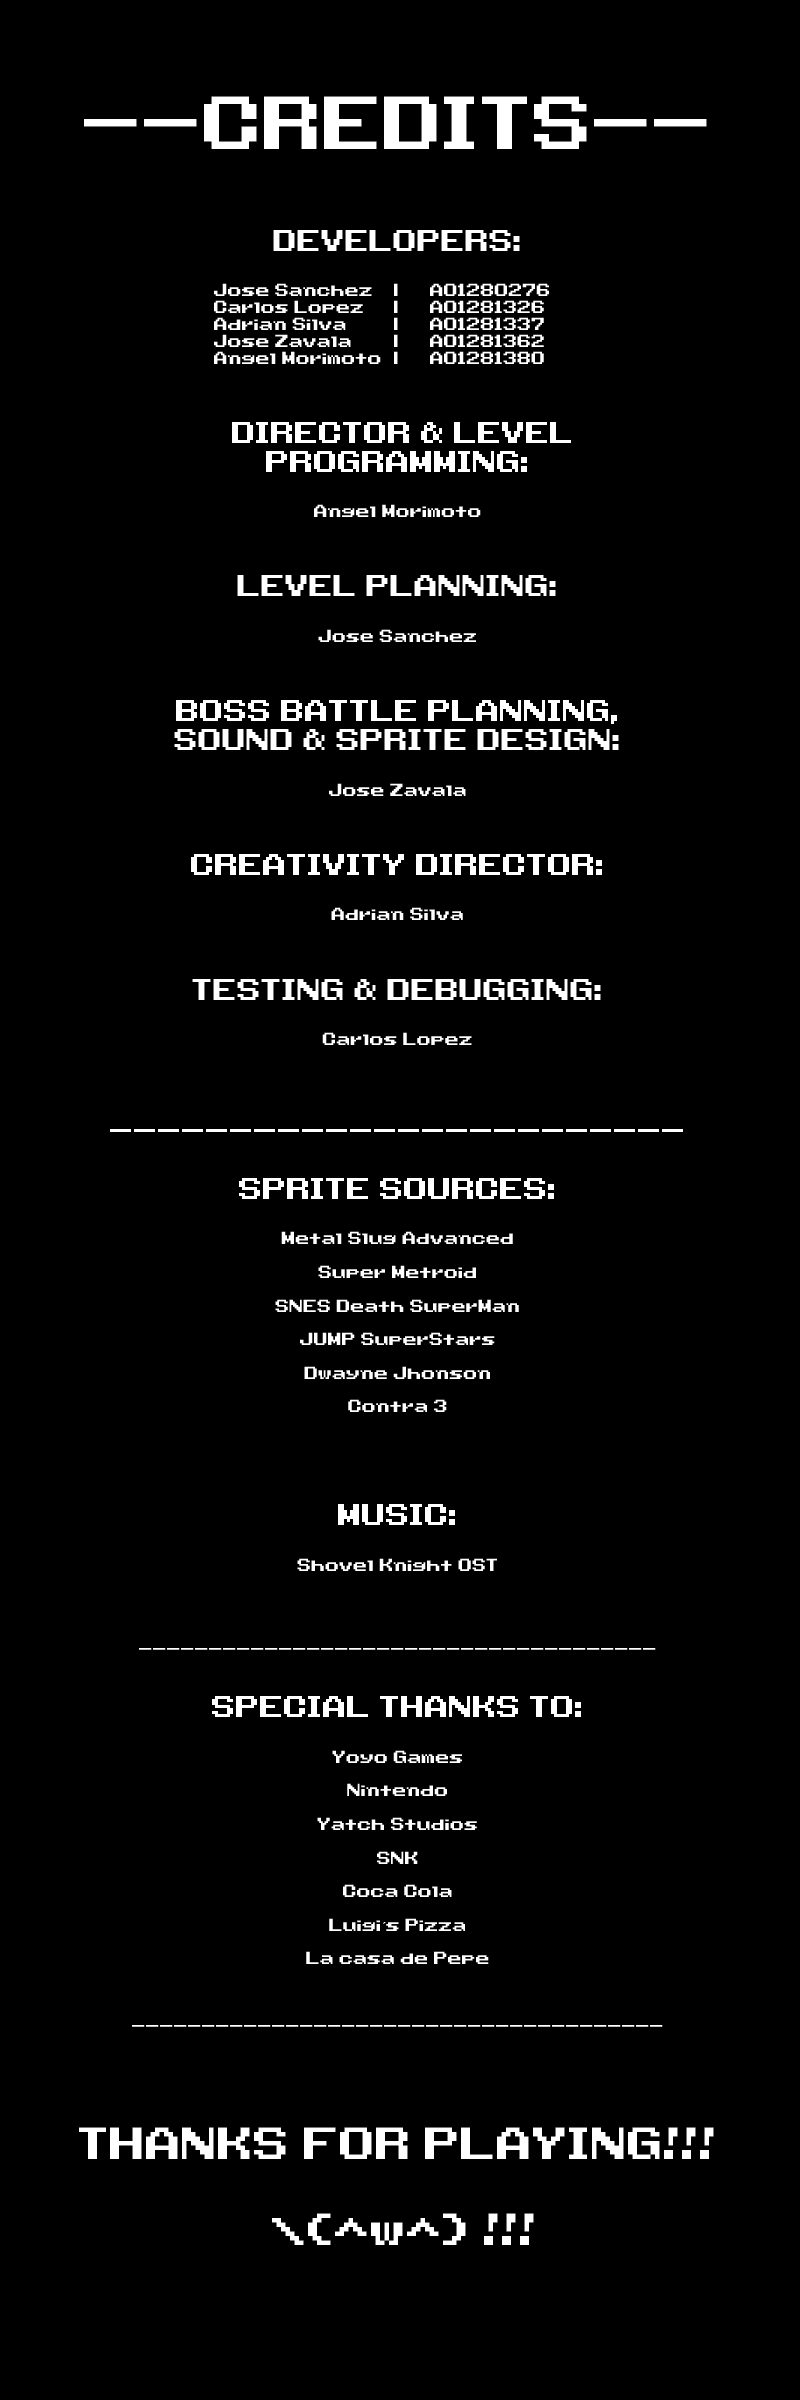 --CREDITS--
DEVELOPERS:
Jose Sanchez | A01280276
Carlos Lopez | A01281326
Adrian Silva | A01281337
Jose Zavala | A01281362
Angel Morimoto | A01281380
DIRECTOR & LEVEL
PROGRAMMING:
Angel Morimoto
LEVEL PLANNING:
Jose Sanchez
BOSS BATTLE PLANNING,
SOUND & SPRITE DESIGN:
Jose Zavala
CREATIVITY DIRECTOR:
Adrian Silva
TESTING & DEBUGGING:
Carlos Lopez
------------------------
SPRITE SOURCES:
Metal Slug Advanced
Super Metroid
SNES Death SuperMan
JUMP SuperStars
Dwayne Jhonson
Contra 3
MUSIC:
Shovel Knight OST
-------------------------------------
SPECIAL THANKS TO:
Yoyo Games
Nintendo
Yatch Studios
SNK
Coca Cola
Luigi's Pizza
La casa de Pepe
--------------------------------------
THANKS FOR PLAYING!!!
\(^w^) !!!